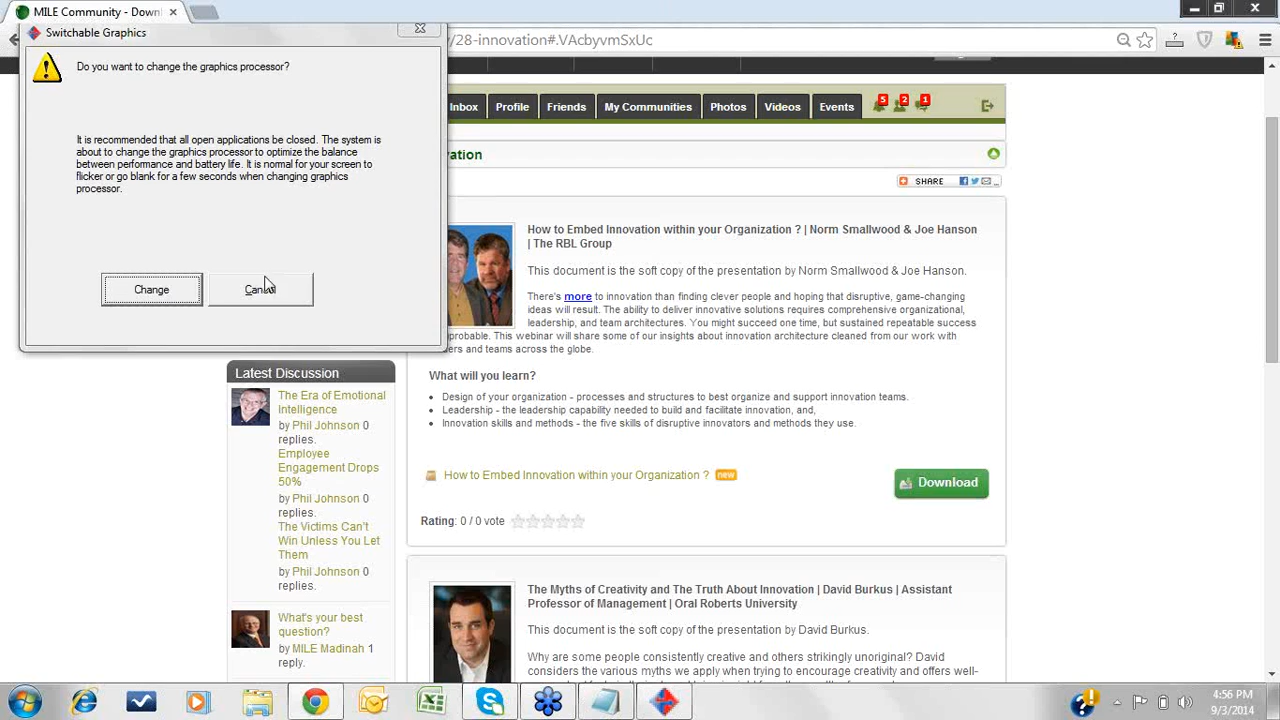 MILE Community - Down
Switchable Graphics
/28-innovation#.VAcbyvmSxUc
Do you want to change the graphics processor?
It is recommended that all open applications be closed. The system is
about to change the graphics processor to optimize the balance
between performance and battery life. It is normal for your screen to
flicker or go blank for a few seconds when changing graphics
processor.
Change
Inbox Profile Friends My Communities Photos Videos Events 5 2 1
vation
SHARE
How to Embed Innovation within your Organization ? | Norm Smallwood & Joe Hanson
| The RBL Group
This document is the soft copy of the presentation by Norm Smallwood & Joe Hanson.
There's more to innovation than finding clever people and hoping that disruptive, game-changing
ideas will result. The ability to deliver innovative solutions requires comprehensive organizational,
leadership, and team architectures. You might succeed one time, but sustained repeatable success
probable. This webinar will share some of our insights about innovation architecture cleaned from our work with
ers and teams across the globe.
What will you learn?
Design of your organization - processes and structures to best organize and support innovation teams.
Leadership - the leadership capability needed to build and facilitate innovation, and,
Innovation skills and methods - the five skills of disruptive innovators and methods they use.
How to Embed Innovation within your Organization ? new
Download
Rating: 0 / 0 vote
Latest Discussion
The Era of Emotional
Intelligence
by Phil Johnson 0
replies.
Employee
Engagement Drops
50%
by Phil Johnson 0
replies.
The Victims Can't
Win Unless You Let
Them
by Phil Johnson 0
replies.
What's your best
question?
by MILE Madinah 1
reply.
The Myths of Creativity and The Truth About Innovation | David Burkus | Assistant
Professor of Management | Oral Roberts University
This document is the soft copy of the presentation by David Burkus.
Why are some people consistently creative and others strikingly unoriginal? David
considers the various myths we apply when trying to encourage creativity and offers well-
4:56 PM
9/3/2014